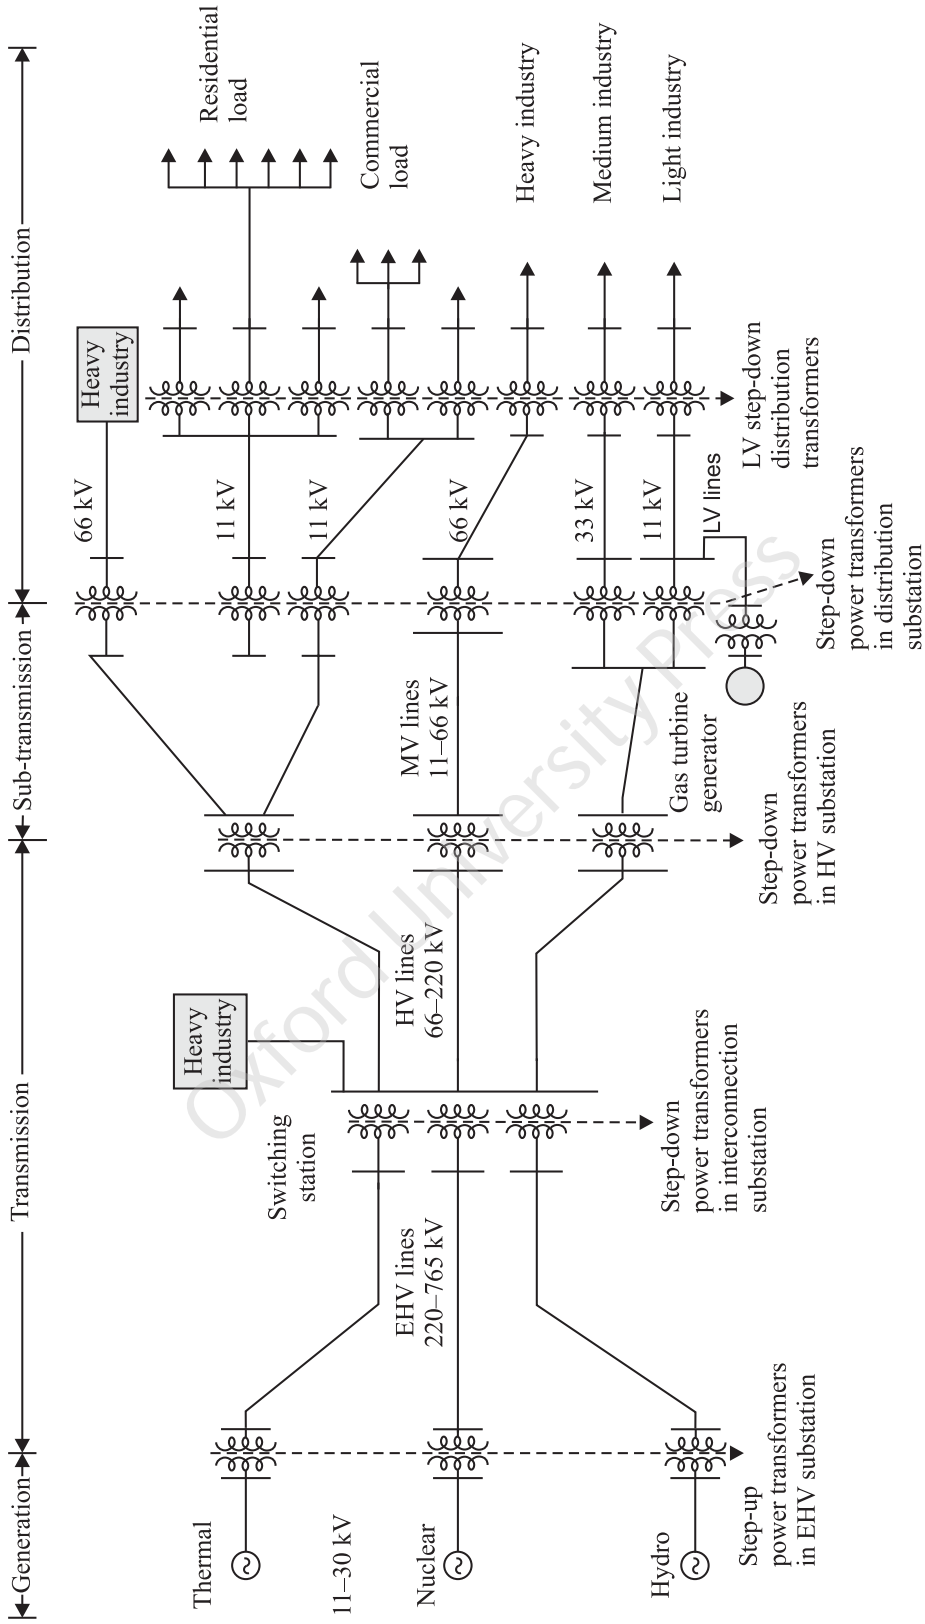 Generation
Transmission
Sub-transmission
Distribution
Thermal
11–30 kV
Nuclear
Hydro
Step-up
power transformers
in EHV substation
EHV lines
220–765 kV
Switching
station
Heavy
industry
Step-down
power transformers
in interconnection
substation
HV lines
66–220 kV
Step-down
power transformers
in HV substation
MV lines
11–66 kV
Gas turbine
generator
Step-down
power transformers
in distribution
substation
66 kV
11 kV
11 kV
66 kV
33 kV
11 kV
LV lines
Heavy
industry
LV step-down
distribution
transformers
Residential
load
Commercial
load
Heavy industry
Medium industry
Light industry
Oxford University Press